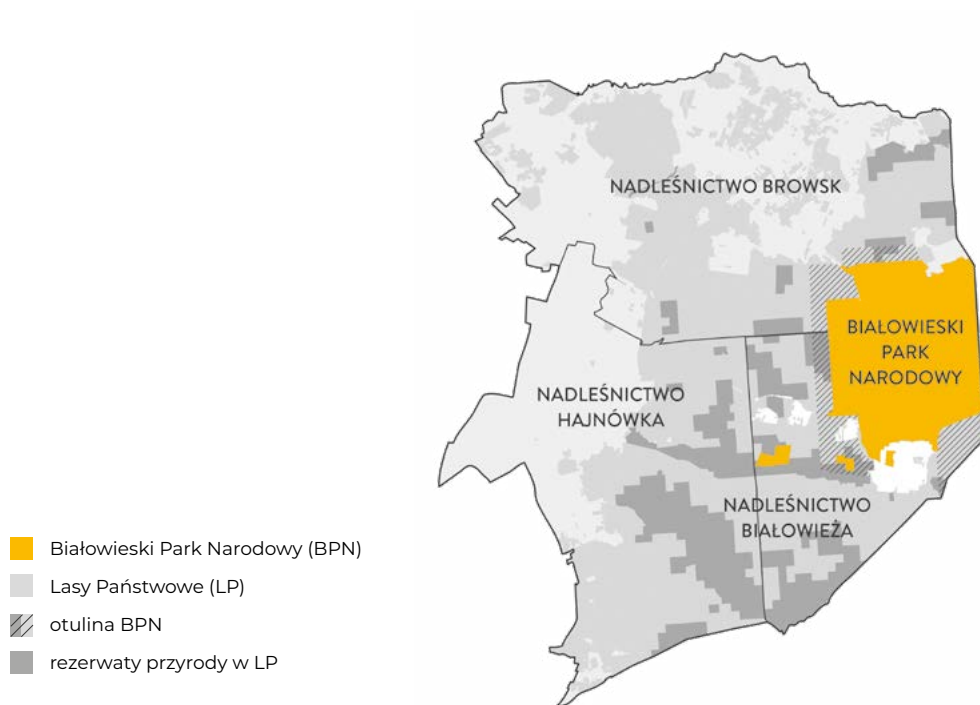 NADLEŚNICTWO BROWSK
BIAŁOWIESKI
PARK
NARODOWY
NADLEŚNICTWO
HAJNÓWKA
NADLEŚNICTWO
BIAŁOWIEŻA
Białowieski Park Narodowy (BPN)
Lasy Państwowe (LP)
otulina BPN
rezerwaty przyrody w LP